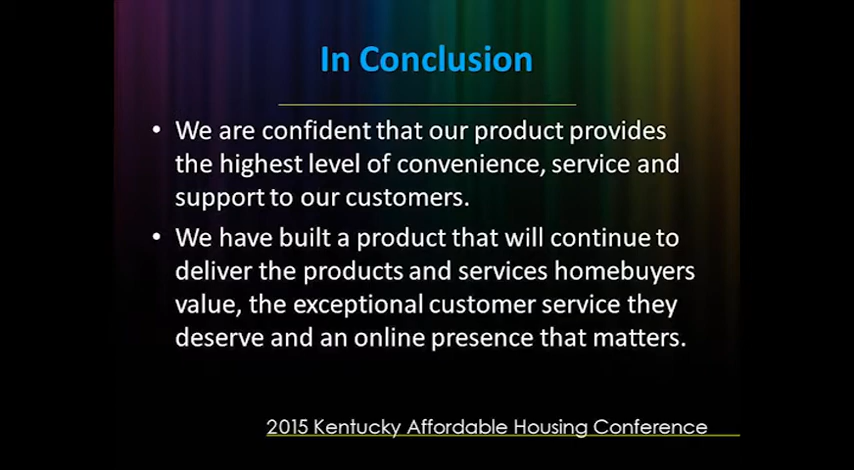 In Conclusion
• We are confident that our product provides
the highest level of convenience, service and
support to our customers.
• We have built a product that will continue to
deliver the products and services homebuyers
value, the exceptional customer service they
deserve and an online presence that matters.
2015 Kentucky Affordable Housing Conference